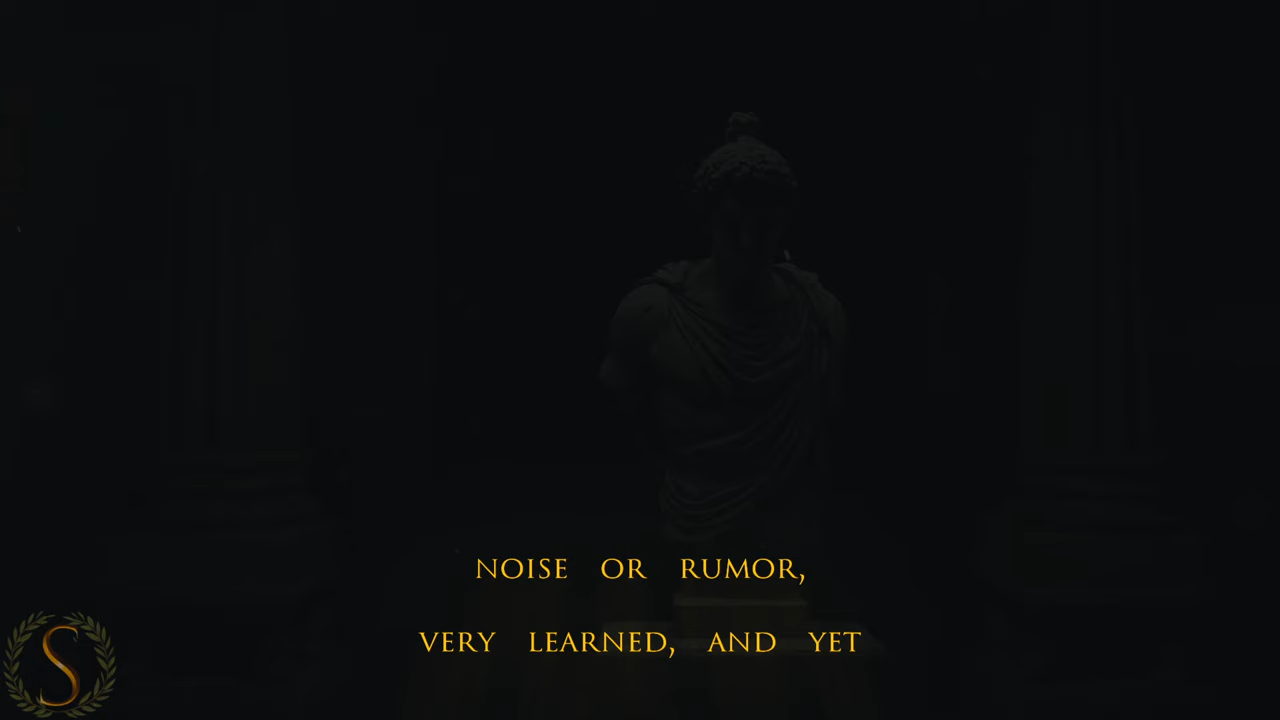 NOISE OR RUMOR,
VERY LEARNED, AND YET
S